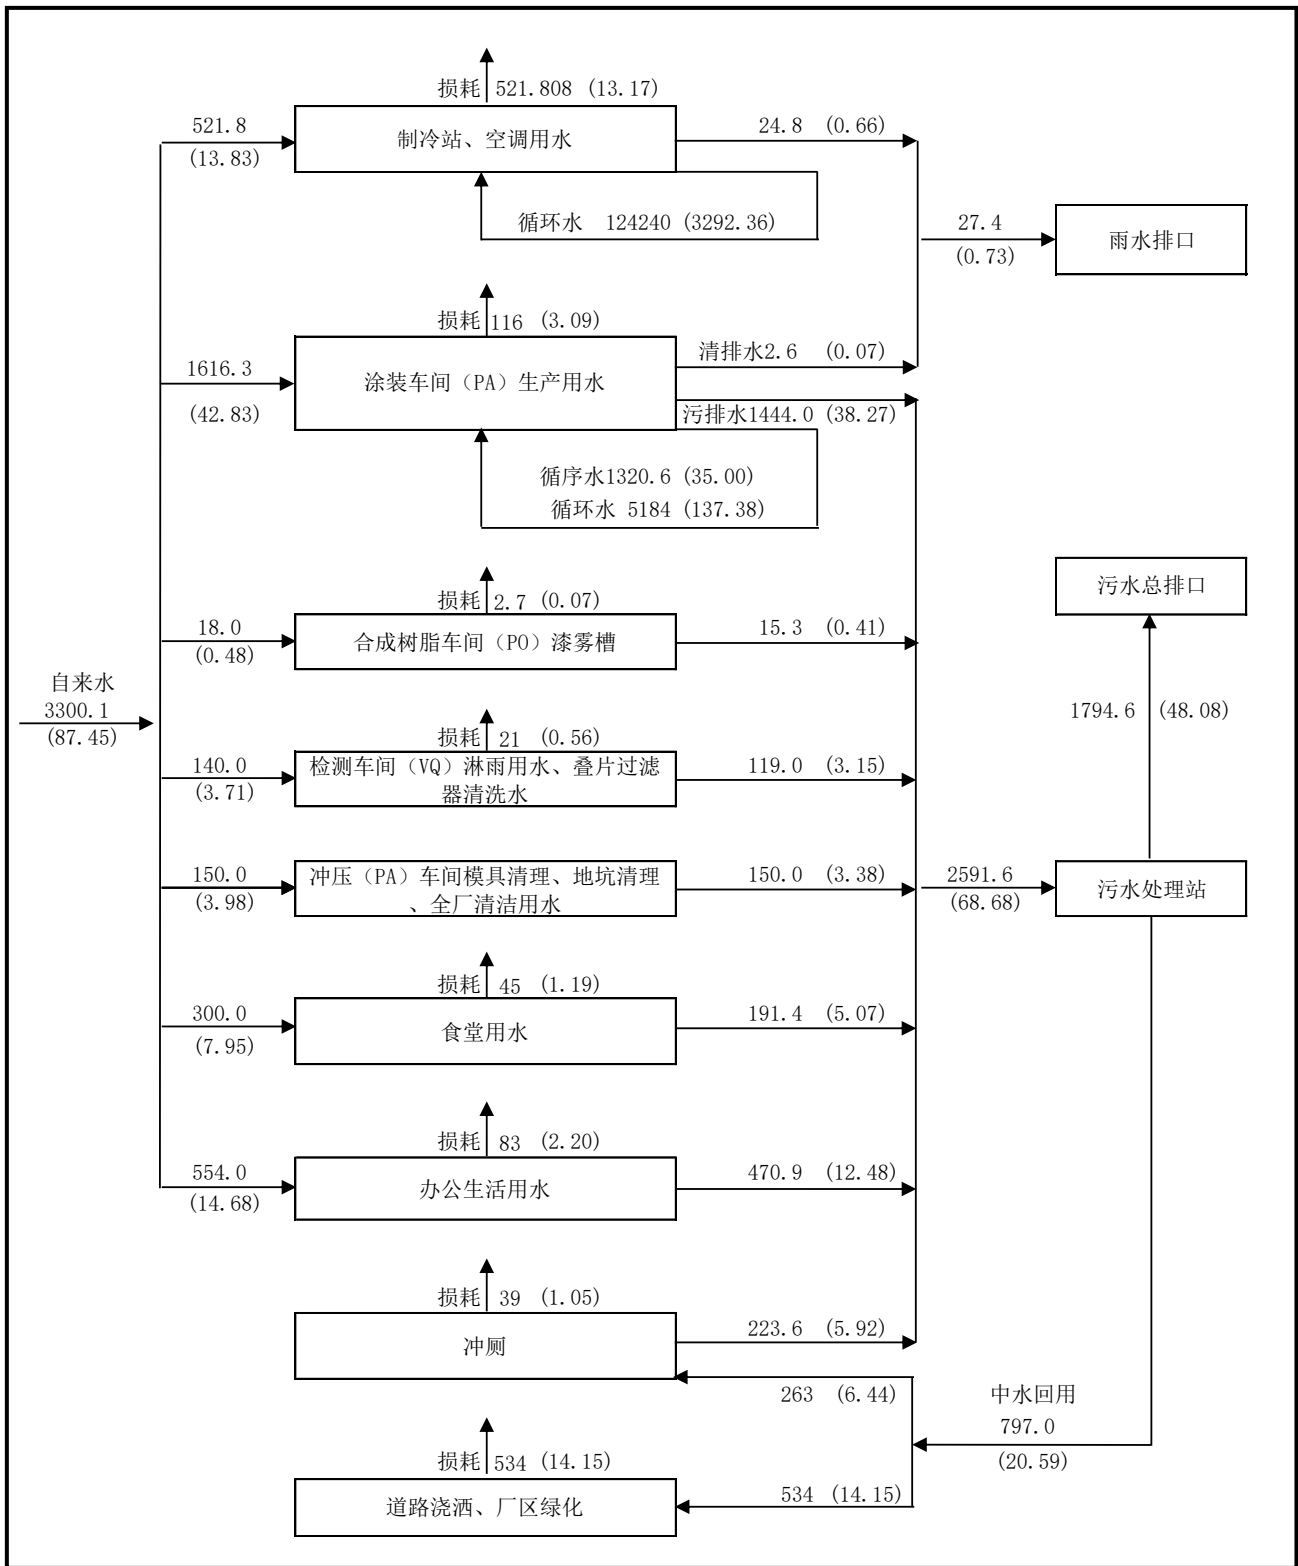 损耗 521.808 (13.17)
521.8
(13.83)
制冷站、空调用水
24.8 (0.66)
循环水 124240 (3292.36)
27.4
(0.73)
雨水排口
损耗 116 (3.09)
1616.3
(42.83)
涂装车间（PA）生产用水
清排水2.6 (0.07)
污排水1444.0 (38.27)
循序水1320.6 (35.00)
循环水 5184 (137.38)
污水总排口
损耗 2.7 (0.07)
18.0
(0.48)
合成树脂车间（PO）漆雾槽
15.3 (0.41)
自来水
3300.1
(87.45)
1794.6 (48.08)
损耗 21 (0.56)
140.0
(3.71)
检测车间（VQ）淋雨用水、叠片过滤
器清洗水
119.0 (3.15)
150.0
(3.98)
冲压（PA）车间模具清理、地坑清理
、全厂清洁用水
150.0 (3.38)
2591.6
(68.68)
污水处理站
损耗 45 (1.19)
300.0
(7.95)
食堂用水
191.4 (5.07)
损耗 83 (2.20)
554.0
(14.68)
办公生活用水
470.9 (12.48)
损耗 39 (1.05)
冲厕
223.6 (5.92)
263 (6.44)
中水回用
797.0
(20.59)
损耗 534 (14.15)
道路浇洒、厂区绿化
534 (14.15)